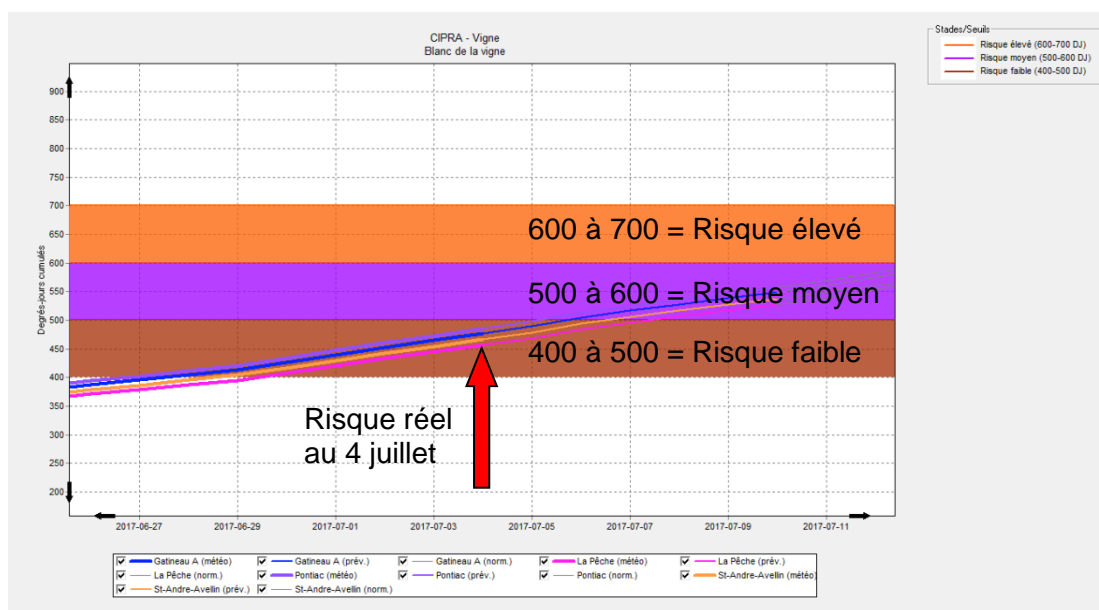 CIPRA - Vigne
Blanc de la vigne
Stades/Seuils
Risque élevé (600-700 DJ)
Risque moyen (500-600 DJ)
Risque faible (400-500 DJ)
Degrés-jours cumulés
900
850
800
750
700
650
600
550
500
450
400
350
300
250
200
600 à 700 = Risque élevé
500 à 600 = Risque moyen
400 à 500 = Risque faible
Risque réel
au 4 juillet
2017-06-27 2017-06-29 2017-07-01 2017-07-03 2017-07-05 2017-07-07 2017-07-09 2017-07-11
Gatineau A (météo) Gatineau A (prév.) Gatineau A (norm.) La Pêche (météo) La Pêche (prév.)
La Pêche (norm.) Pontiac (météo) Pontiac (prév.) Pontiac (norm.) St-Andre-Avellin (météo)
St-Andre-Avellin (prév.) St-Andre-Avellin (norm.)